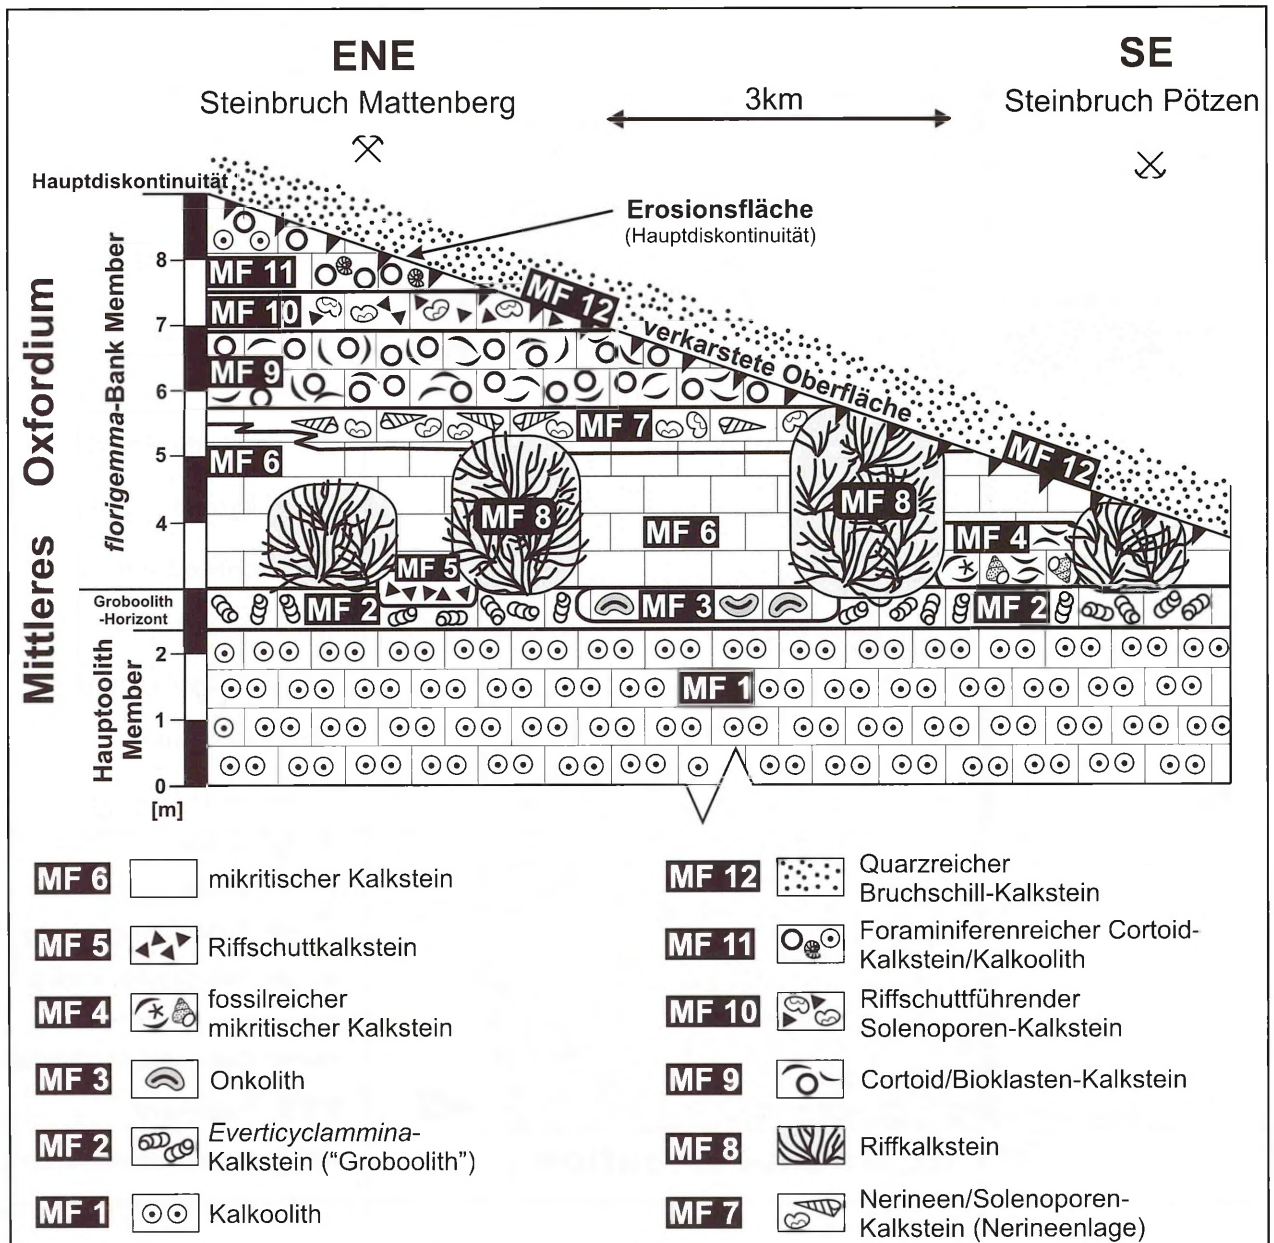 ENE
Steinbruch Mattenberg
SE
Steinbruch Pötzen
3km
Hauptdiskontinuität
Erosionsfläche
(Hauptdiskontinuität)
MF 12
verkarstete Oberfläche
MF 12
Mittleres Oxfordium
florigemma-Bank Member
Groboolith
-Horizont
Hauptoolith
Member
8
7
6
5
4
2
1
0
[m]
MF 11
MF 10
MF 9
MF 7
MF 6
MF 8
MF 8
MF 6
MF 4
MF 5
MF 2
MF 3
MF 2
MF 1
MF 6 mikritischer Kalkstein
MF 5 Riffschuttkalkstein
MF 4 fossilreicher
mikritischer Kalkstein
MF 3 Onkolith
MF 2 Everticyclammina-
Kalkstein (“Groboolith”)
MF 1 Kalkoolith
MF 12 Quarzreicher
Bruchschill-Kalkstein
MF 11 Foraminiferenreicher Cortoid-
Kalkstein/Kalkoolith
MF 10 Riffschuttführender
Solenoporen-Kalkstein
MF 9 Cortoid/Bioklasten-Kalkstein
MF 8 Riffkalkstein
MF 7 Nerineen/Solenoporen-
Kalkstein (Nerineenlage)